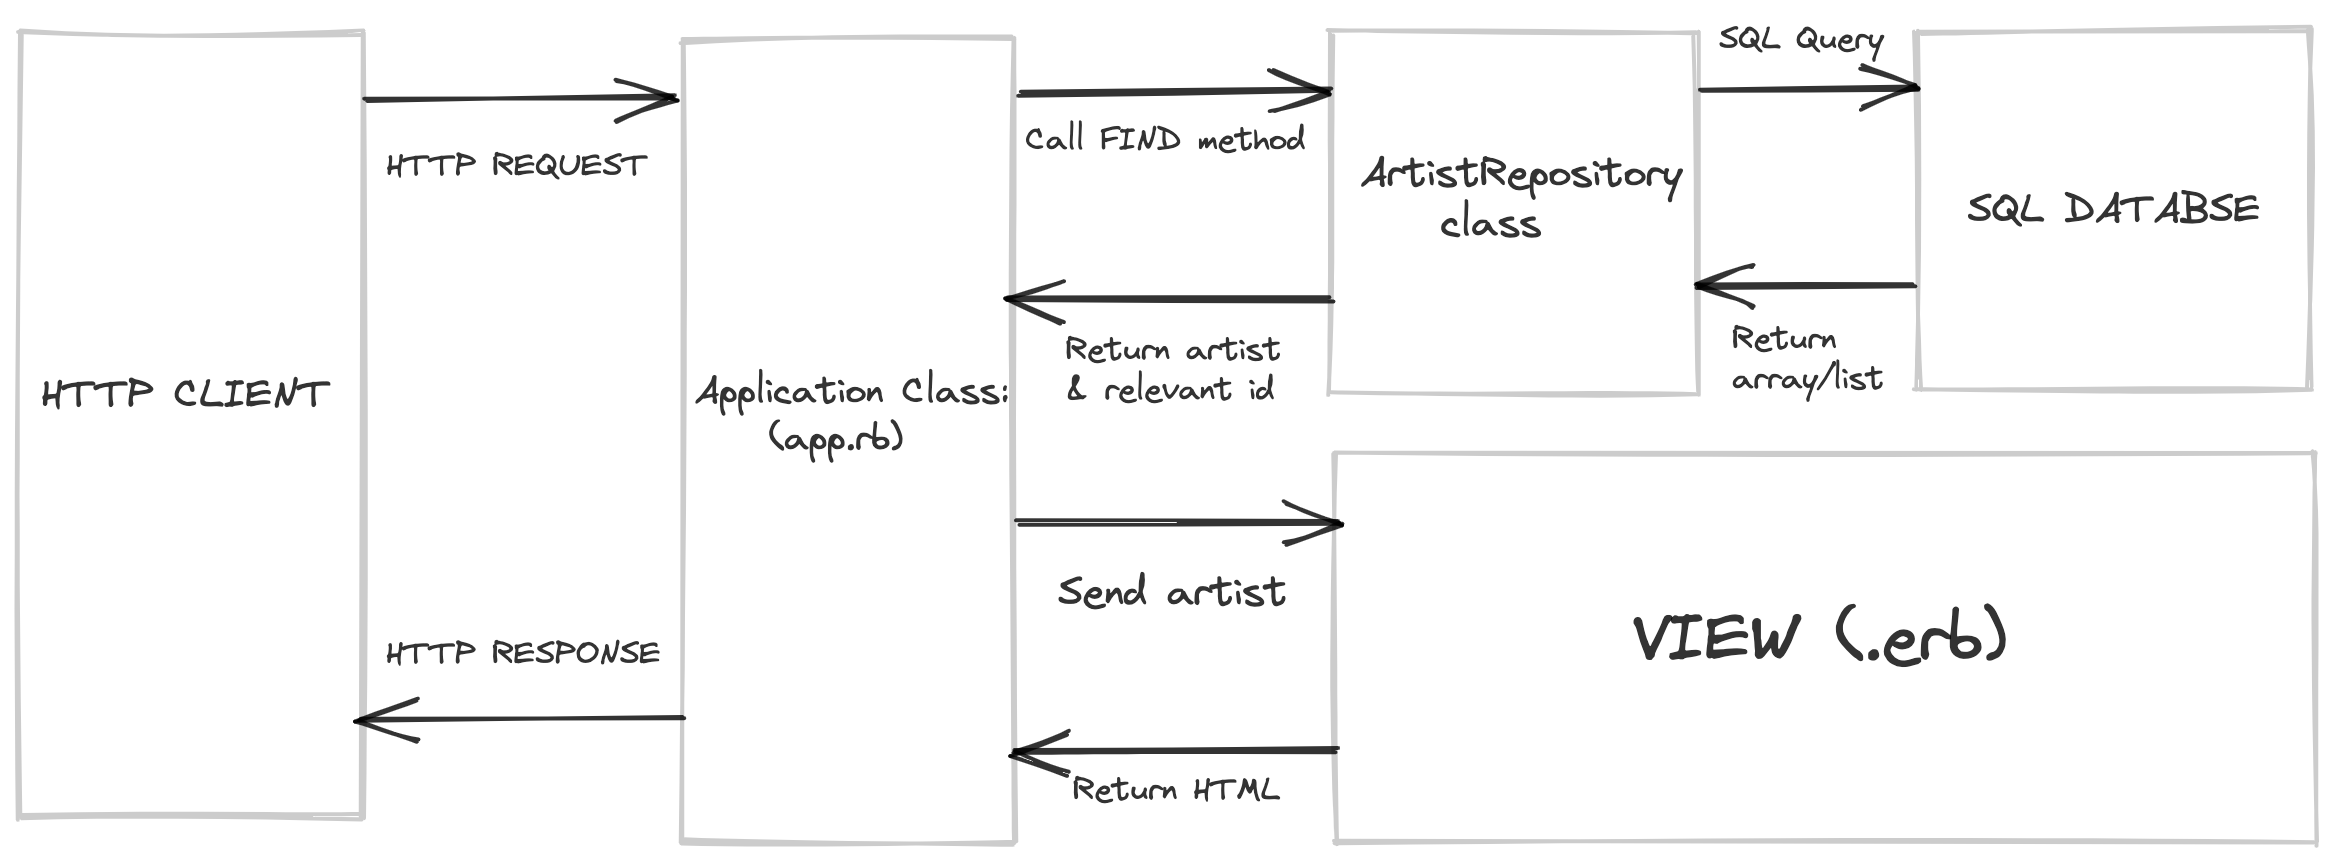 HTTP CLIENT
HTTP REQUEST
HTTP RESPONSE
Application Class:
(app.rb)
Call FIND method
Return artist
& relevant id
ArtistRepository
class
SQL Query
Return
array/list
SQL DATABSE
Send artist
Return HTML
VIEW (.erb)